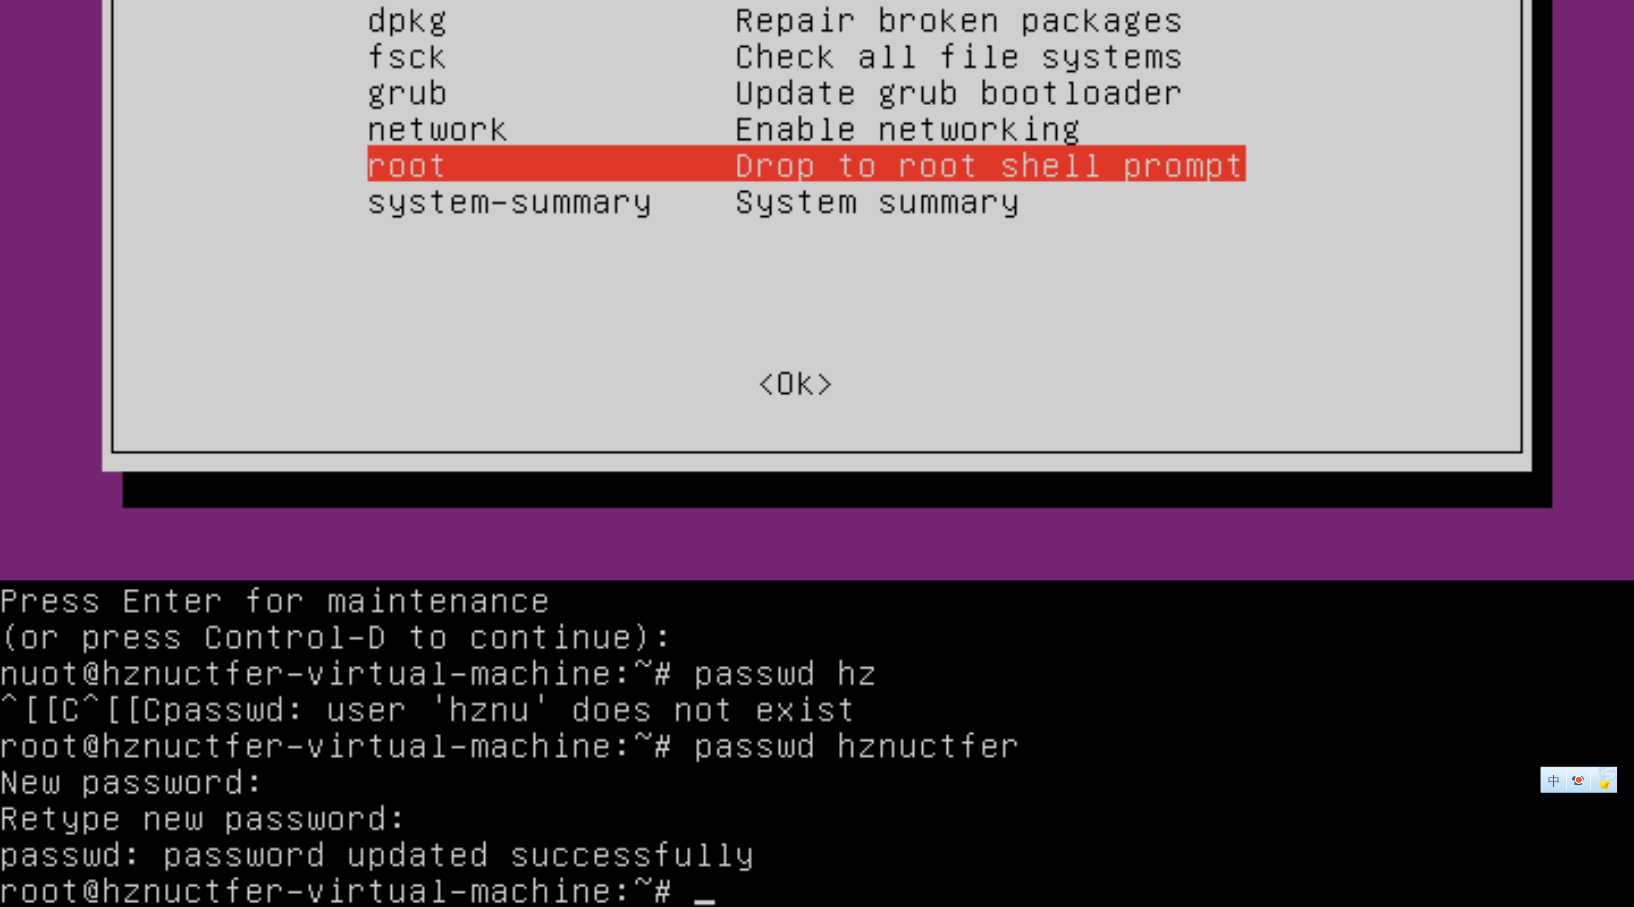 dpkg Repair broken packages
fsck Check all file systems
grub Update grub bootloader
network Enable networking
root Drop to root shell prompt
system-summary System summary
<Ok>
Press Enter for maintenance
(or press Control-D to continue):
nuot@hznuctfer-virtual-machine:~# passwd hz
^[[C^[[Cpasswd: user 'hznu' does not exist
root@hznuctfer-virtual-machine:~# passwd hznuctfer
New password:
中
Retype new password:
passwd: password updated successfully
root@hznuctfer-virtual-machine:~# _